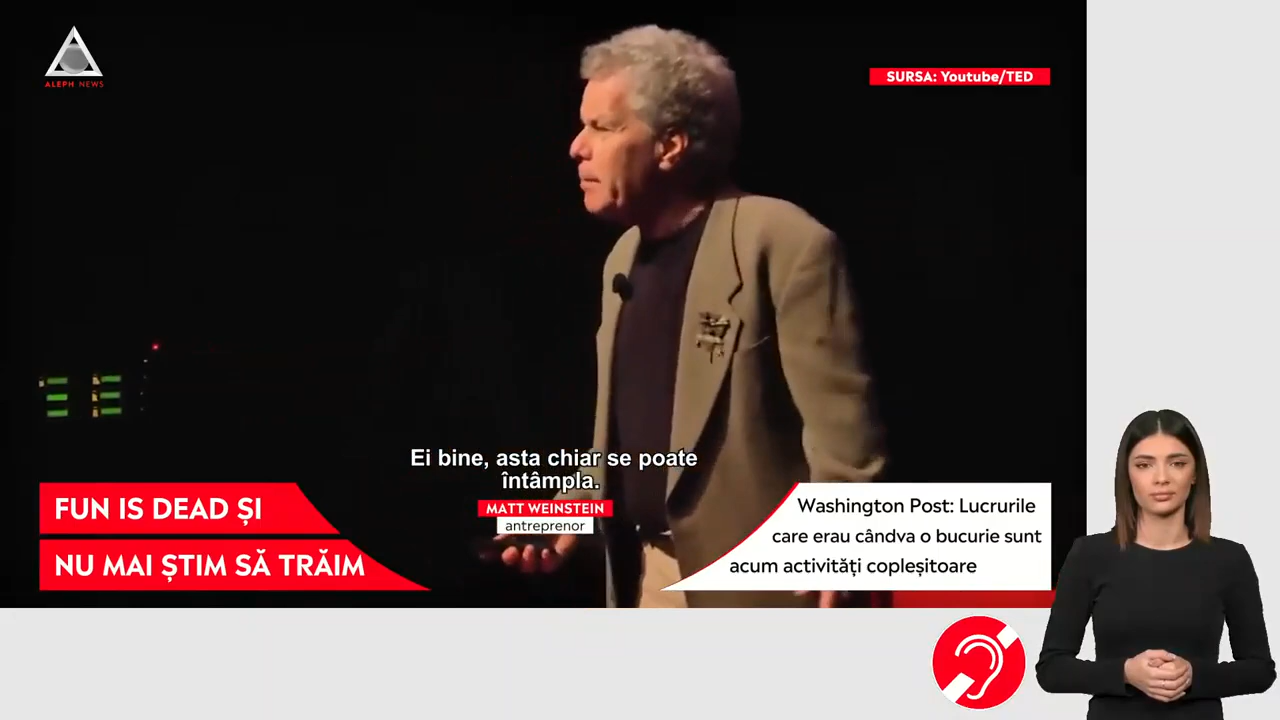 ALEPH NEWS
SURSA: Youtube/TED
Ei bine, asta chiar se poate
întâmpla.
MATT WEINSTEIN
antreprenor
FUN IS DEAD ȘI
NU MAI ȘTIM SĂ TRĂIM
Washington Post: Lucrurile
care erau cândva o bucurie sunt
acum activități copleșitoare